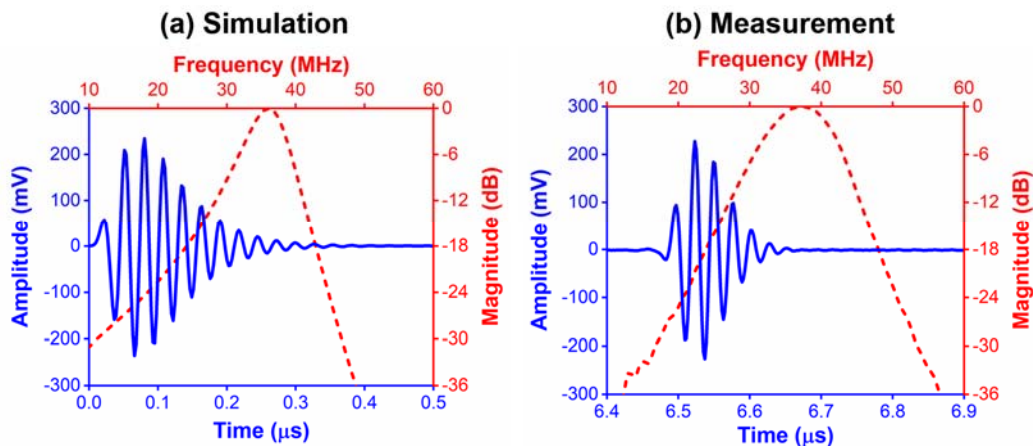 (a) Simulation
Frequency (MHz)
10 20 30 40 50 60
300
200
100
0
-100
-200
-300
Amplitude (mV)
0
-6
-12
-18
-24
-30
-36
Magnitude (dB)
0.0 0.1 0.2 0.3 0.4 0.5
Time (μs)
(b) Measurement
Frequency (MHz)
10 20 30 40 50 60
300
200
100
0
-100
-200
-300
Amplitude (mV)
0
-6
-12
-18
-24
-30
-36
Magnitude (dB)
6.4 6.5 6.6 6.7 6.8 6.9
Time (μs)